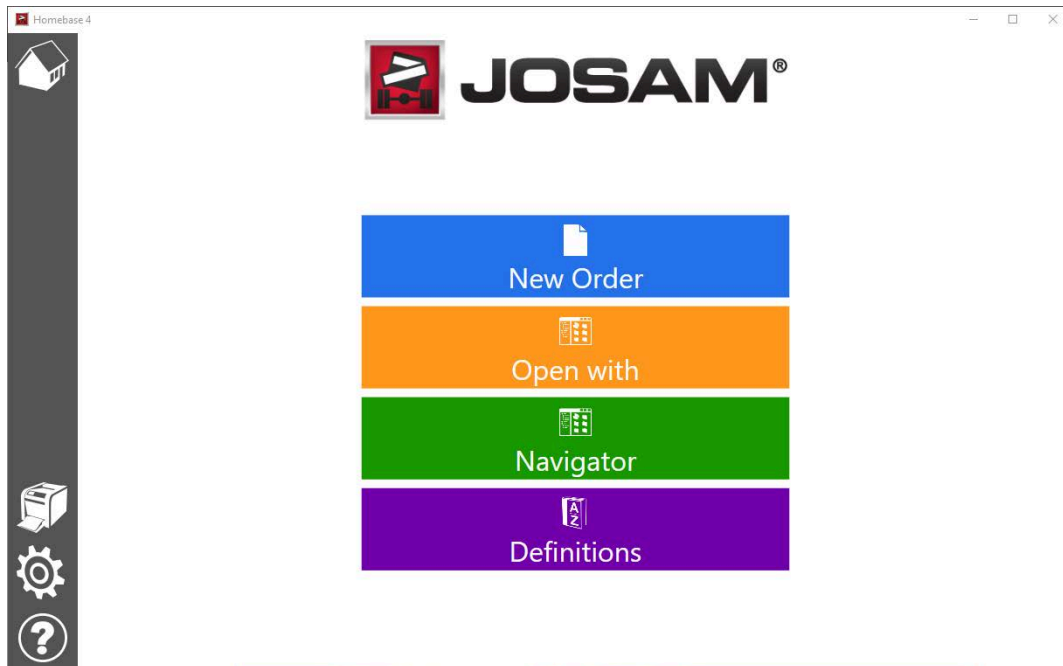 Homebase 4
JOSAM®
New Order
Open with
Navigator
A
Z
Definitions
?